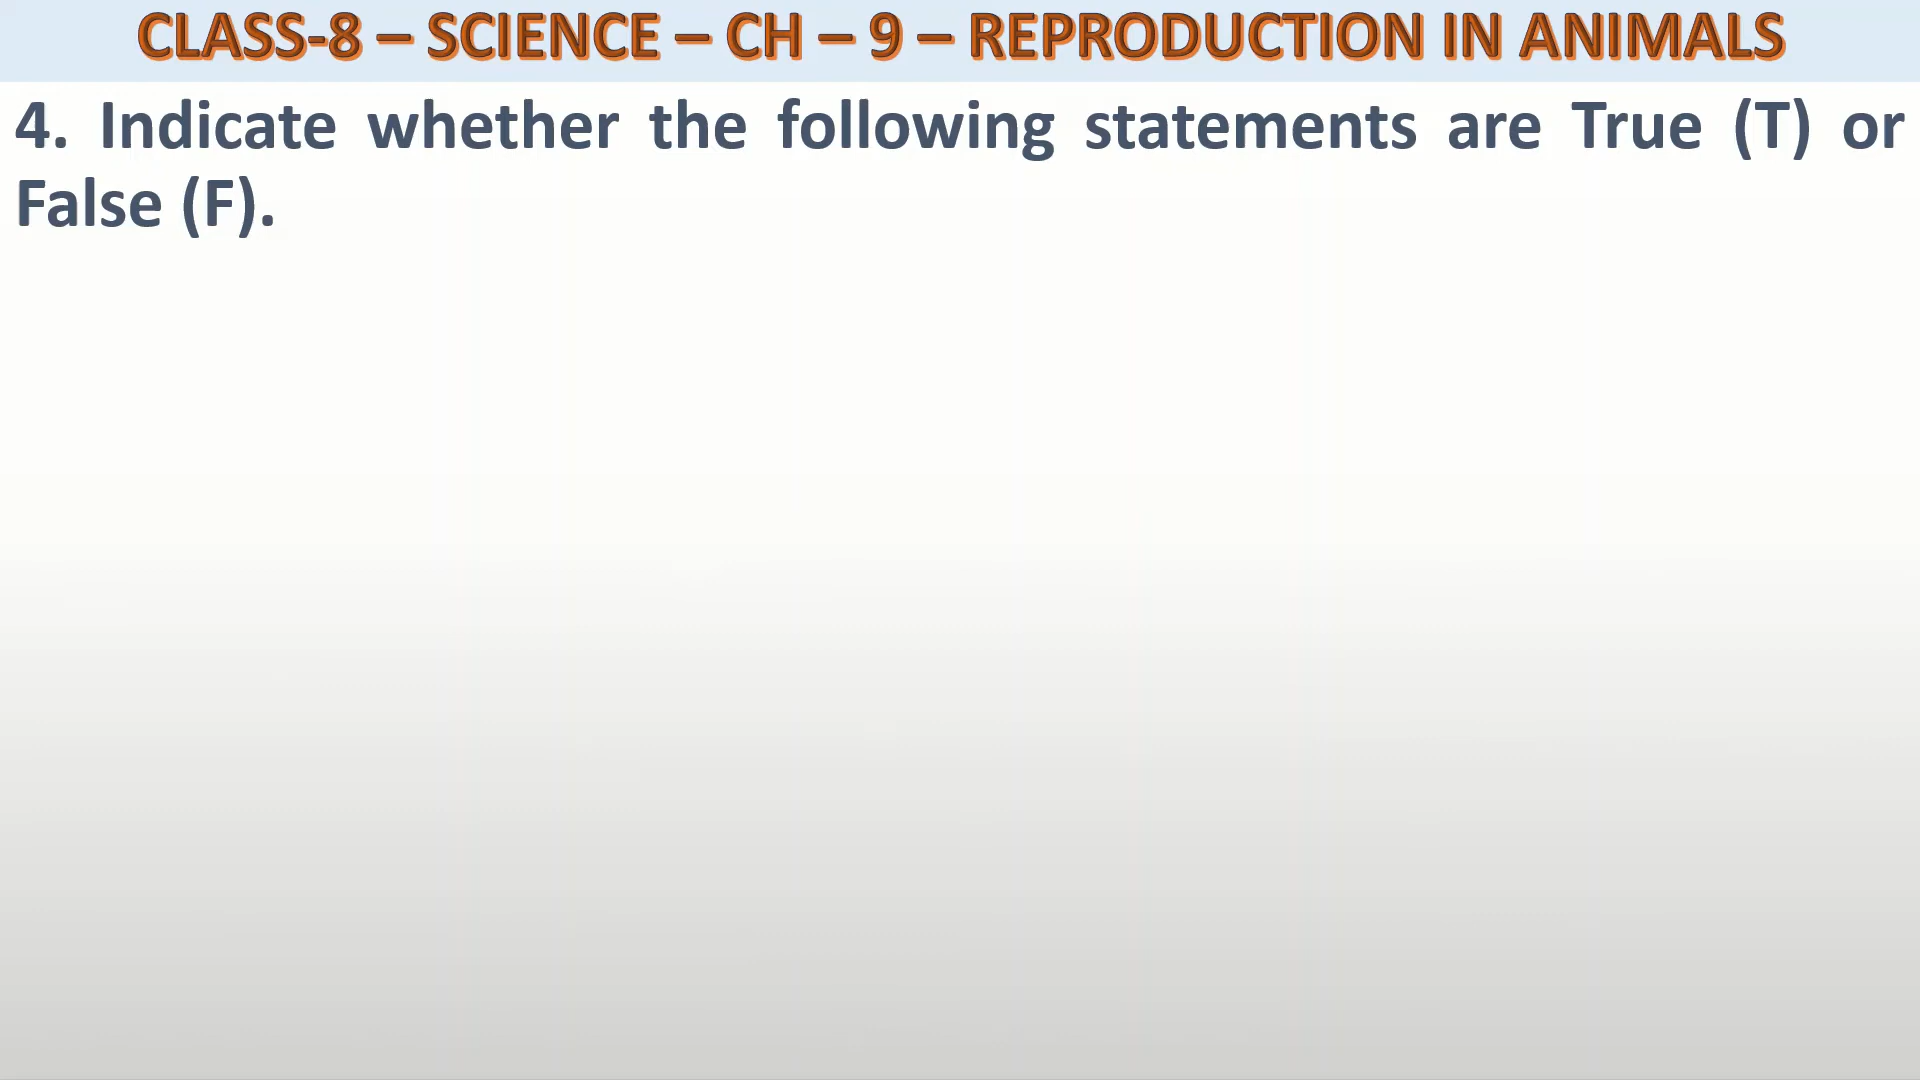 CLASS-8 – SCIENCE – CH – 9 – REPRODUCTION IN ANIMALS
4. Indicate whether the following statements are True (T) or
False (F).